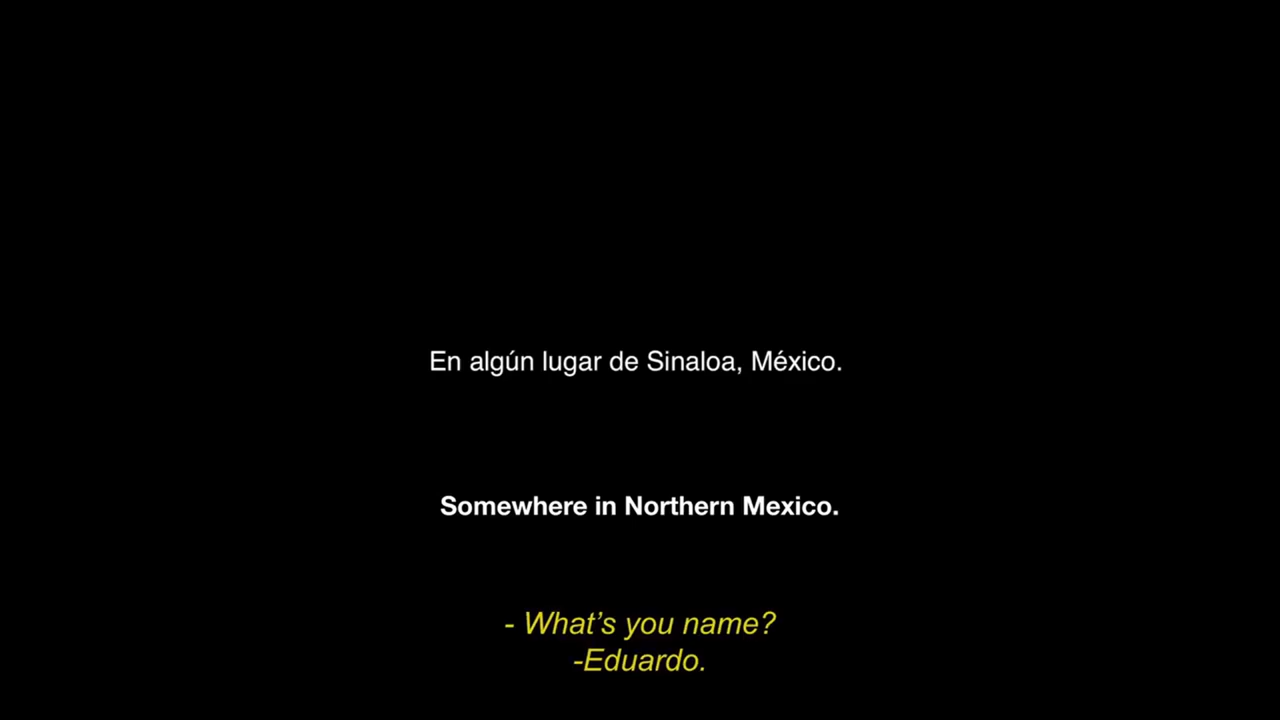 En algún lugar de Sinaloa, México.
Somewhere in Northern Mexico.
- What’s you name?
-Eduardo.